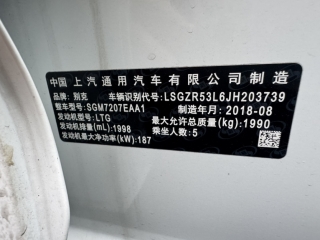 中国 上汽通用汽车有限公司 制造
品牌: 别克 车辆识别代号: LSGZR53L6JH203739
整车型号: SGM7207EAA1 制造年月: 2018-08
发动机型号: LTG 最大允许总质量(kg): 1990
发动机排量(mL): 1998 乘坐人数: 5
发动机最大净功率(kW): 187